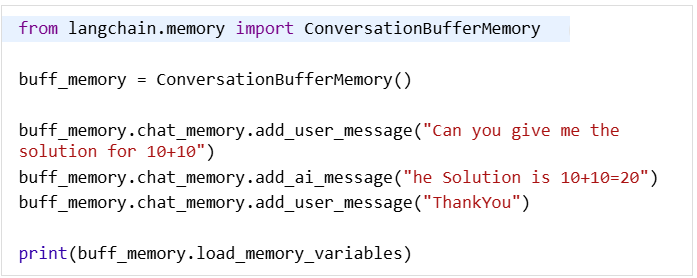 from langchain.memory import ConversationBufferMemory
buff_memory = ConversationBufferMemory()
buff_memory.chat_memory.add_user_message("Can you give me the
solution for 10+10")
buff_memory.chat_memory.add_ai_message("he Solution is 10+10=20")
buff_memory.chat_memory.add_user_message("ThankYou")
print(buff_memory.load_memory_variables)